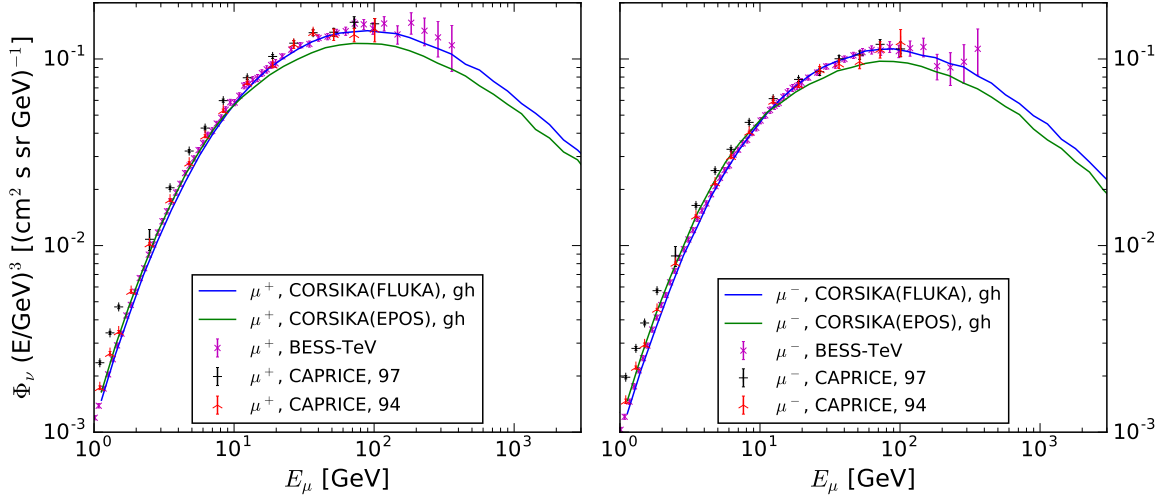 Φ_ν (E/GeV)^3 [(cm^2 s sr GeV)^−1]
10^-1
10^-2
10^-3
μ^+, CORSIKA(FLUKA), gh
μ^+, CORSIKA(EPOS), gh
μ^+, BESS-TeV
μ^+, CAPRICE, 97
μ^+, CAPRICE, 94
10^0 10^1 10^2 10^3
E_μ [GeV]
μ^−, CORSIKA(FLUKA), gh
μ^−, CORSIKA(EPOS), gh
μ^−, BESS-TeV
μ^−, CAPRICE, 97
μ^−, CAPRICE, 94
10^-1
10^-2
10^-3
10^0 10^1 10^2 10^3
E_μ [GeV]